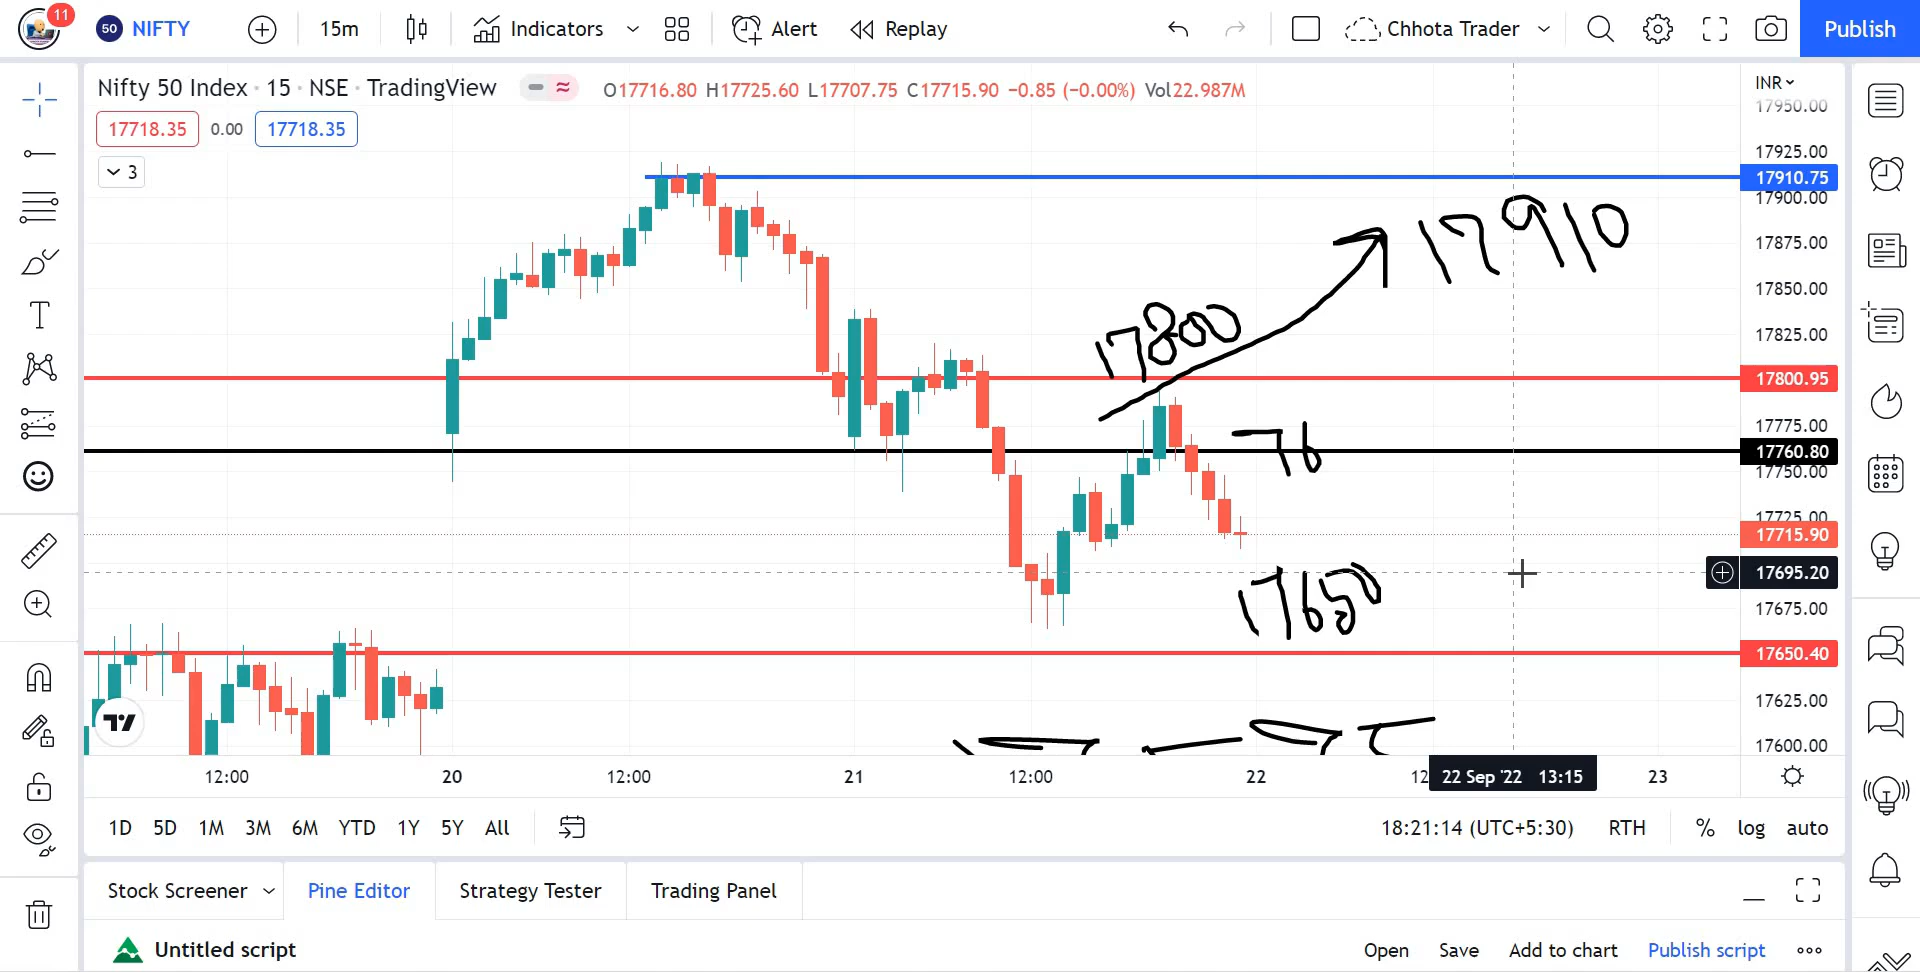 11
50 NIFTY
15m
Indicators
Alert
Replay
Chhota Trader
Publish
Nifty 50 Index · 15 · NSE · TradingView
O17716.80 H17725.60 L17707.75 C17715.90 −0.85 (−0.00%) Vol22.987M
INR
17718.35 0.00 17718.35
3
17950.00
17925.00
17910.75
17900.00
17875.00
17850.00
17825.00
17800.95
17775.00
17760.80
17750.00
17725.00
17715.90
17695.20
17675.00
17650.40
17625.00
17600.00
17910
17800
76
17650
12:00 20 12:00 21 12:00 22 12 22 Sep '22 13:15 23
1D 5D 1M 3M 6M YTD 1Y 5Y All
18:21:14 (UTC+5:30) RTH % log auto
Stock Screener Pine Editor Strategy Tester Trading Panel
Untitled script
Open Save Add to chart Publish script